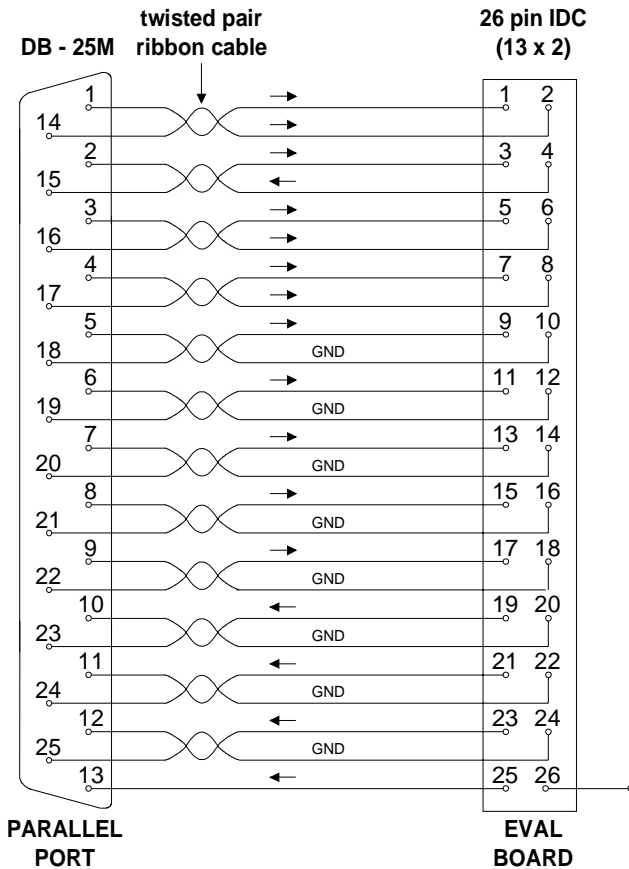 twisted pair
ribbon cable
26 pin IDC
(13 x 2)
DB - 25M
1 1 2
14
2 3 4
15
3 5 6
16
4 7 8
17
5 9 10
18 GND
6 11 12
19 GND
7 13 14
20 GND
8 15 16
21 GND
9 17 18
22 GND
10 19 20
23 GND
11 21 22
24 GND
12 23 24
25 GND
13 25 26
PARALLEL
PORT
EVAL
BOARD